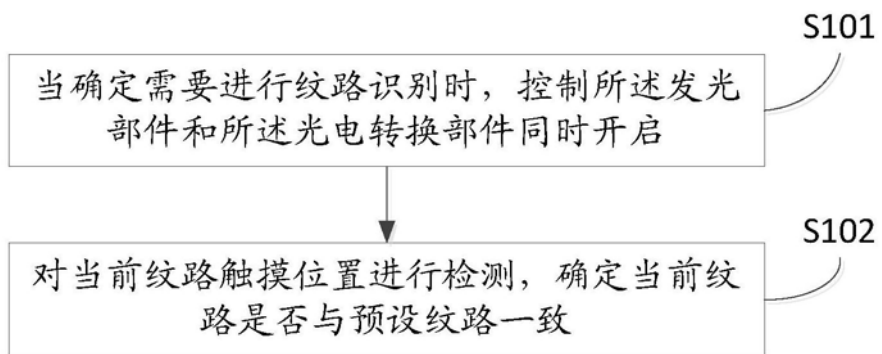 S101
当确定需要进行纹路识别时，控制所述发光
部件和所述光电转换部件同时开启
S102
对当前纹路触摸位置进行检测，确定当前纹
路是否与预设纹路一致